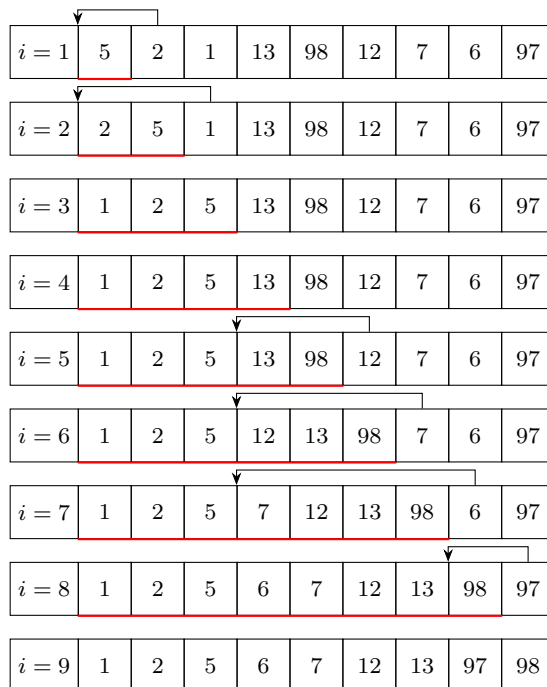 i = 1 5 2 1 13 98 12 7 6 97
i = 2 2 5 1 13 98 12 7 6 97
i = 3 1 2 5 13 98 12 7 6 97
i = 4 1 2 5 13 98 12 7 6 97
i = 5 1 2 5 13 98 12 7 6 97
i = 6 1 2 5 12 13 98 7 6 97
i = 7 1 2 5 7 12 13 98 6 97
i = 8 1 2 5 6 7 12 13 98 97
i = 9 1 2 5 6 7 12 13 97 98